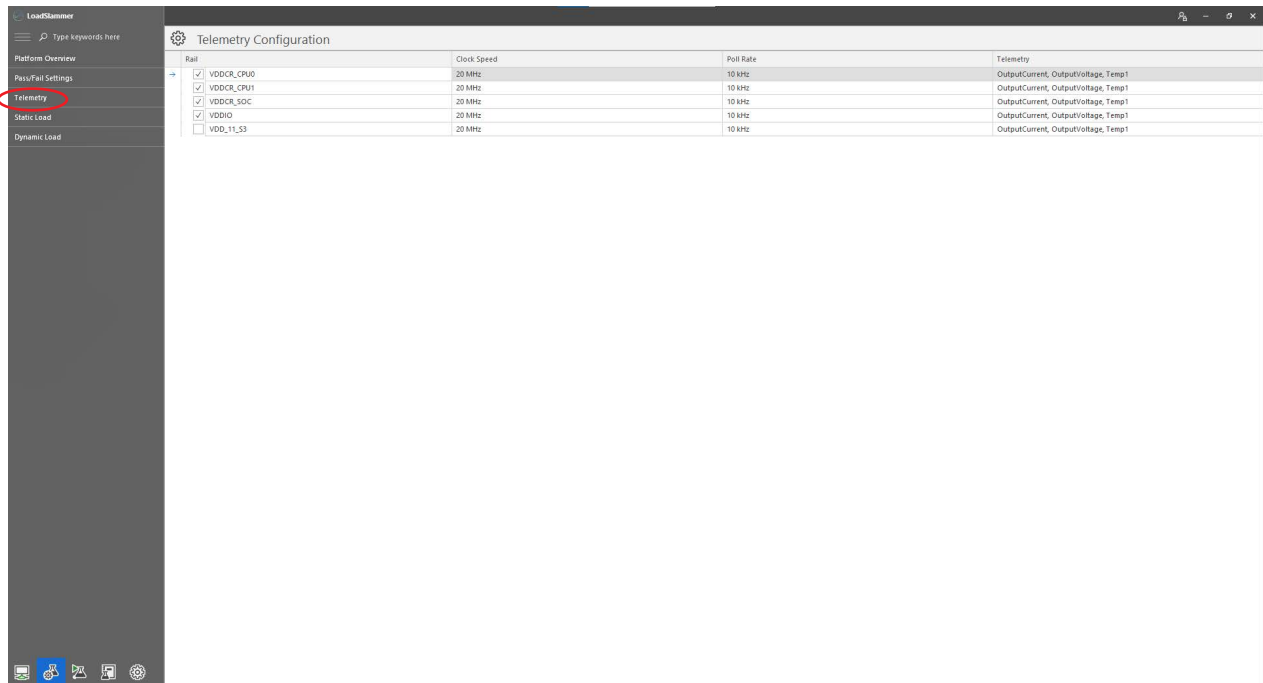 LoadSlammer
Type keywords here
Platform Overview
Pass/Fail Settings
Telemetry
Static Load
Dynamic Load
Telemetry Configuration
Rail Clock Speed Poll Rate Telemetry
VDDCR_CPU0 20 MHz 10 kHz OutputCurrent, OutputVoltage, Temp1
VDDCR_CPU1 20 MHz 10 kHz OutputCurrent, OutputVoltage, Temp1
VDDCR_SOC 20 MHz 10 kHz OutputCurrent, OutputVoltage, Temp1
VDDIO 20 MHz 10 kHz OutputCurrent, OutputVoltage, Temp1
VDD_11_S3 20 MHz 10 kHz OutputCurrent, OutputVoltage, Temp1